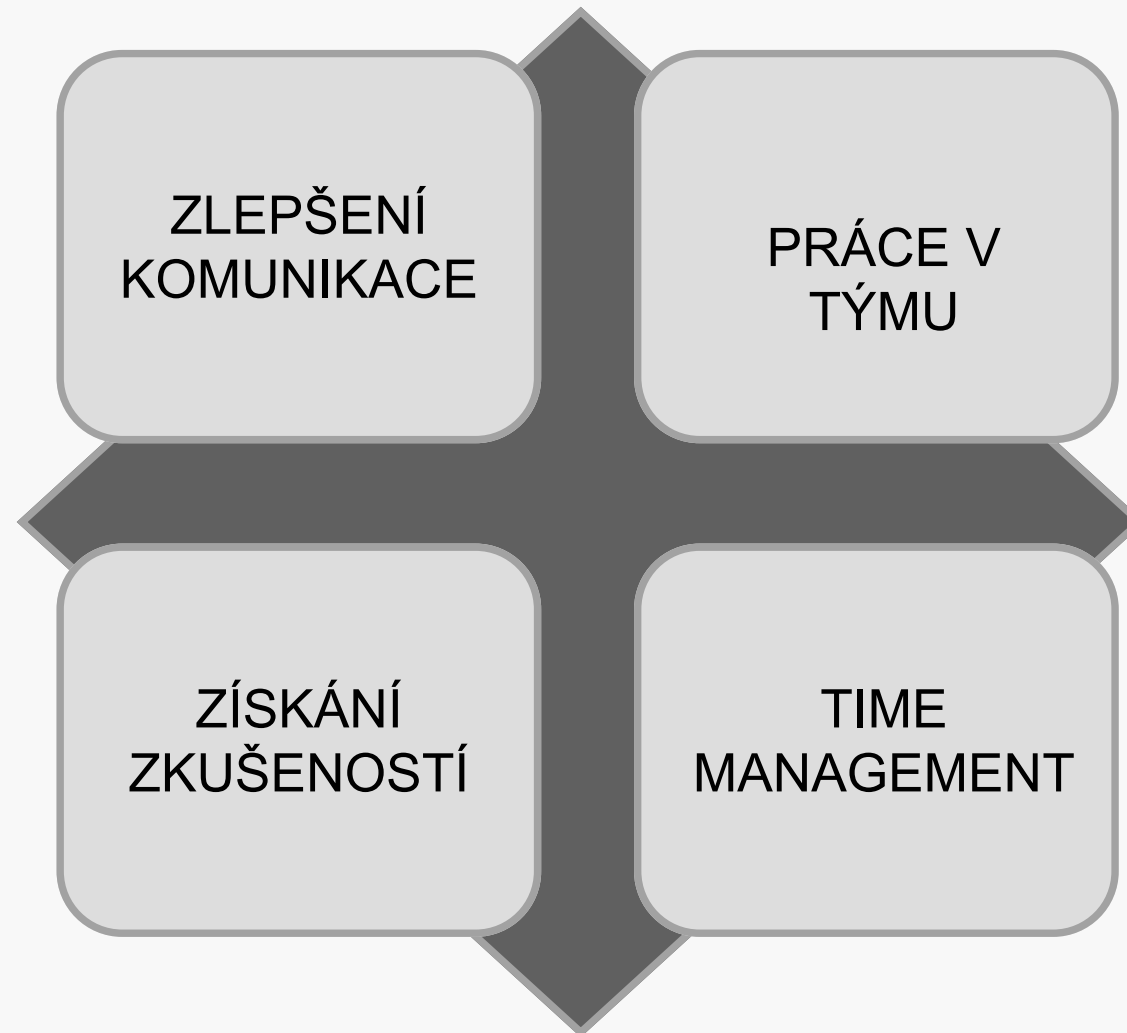 ZLEPŠENÍ
KOMUNIKACE
PRÁCE V
TÝMU
ZÍSKÁNÍ
ZKUŠENOSTÍ
TIME
MANAGEMENT